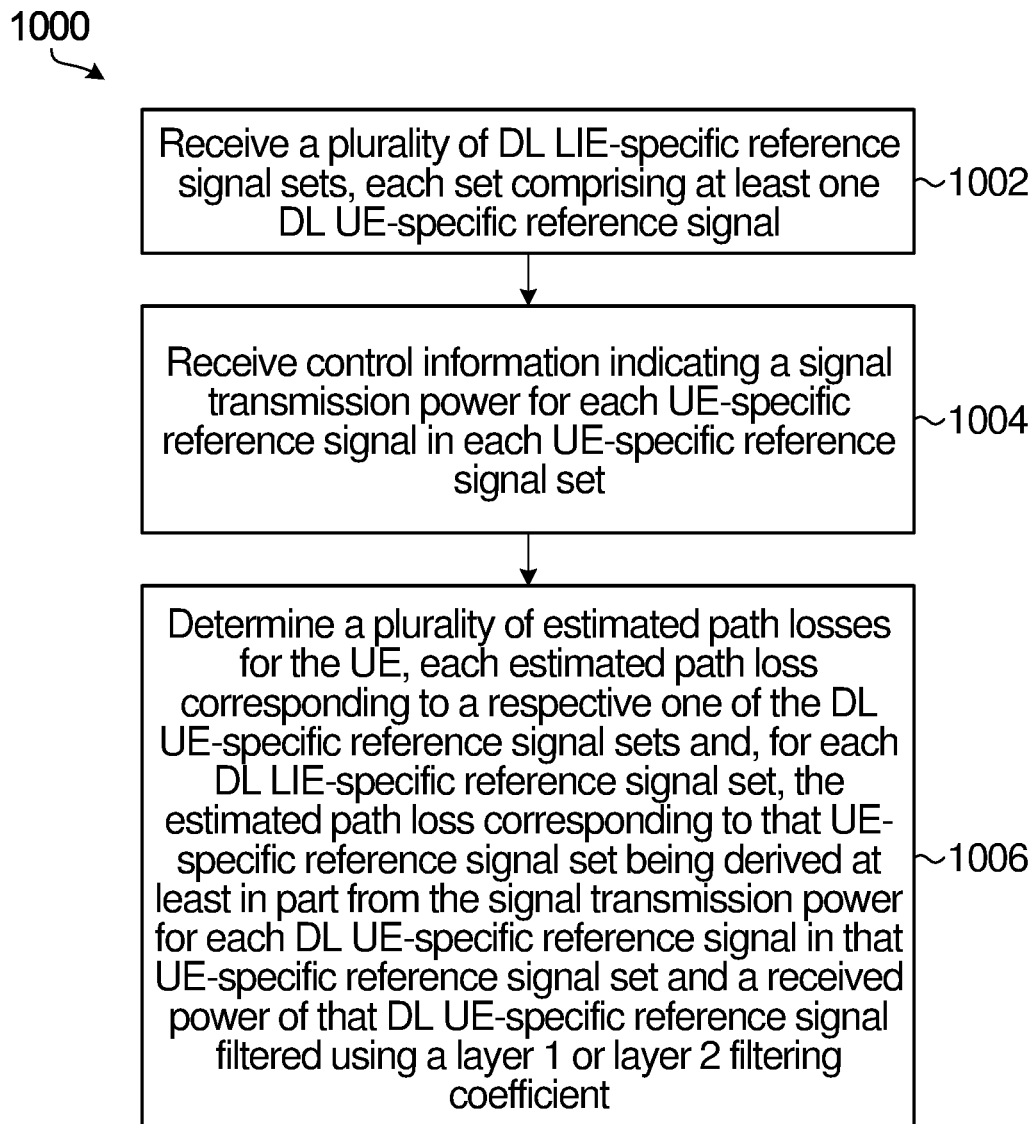 1000
Receive a plurality of DL LIE-specific reference
signal sets, each set comprising at least one
DL UE-specific reference signal
~1002
Receive control information indicating a signal
transmission power for each UE-specific
reference signal in each UE-specific reference
signal set
~1004
Determine a plurality of estimated path losses
for the UE, each estimated path loss
corresponding to a respective one of the DL
UE-specific reference signal sets and, for each
DL LIE-specific reference signal set, the
estimated path loss corresponding to that UE-
specific reference signal set being derived at
least in part from the signal transmission power
for each DL UE-specific reference signal in that
UE-specific reference signal set and a received
power of that DL UE-specific reference signal
filtered using a layer 1 or layer 2 filtering
coefficient
~1006